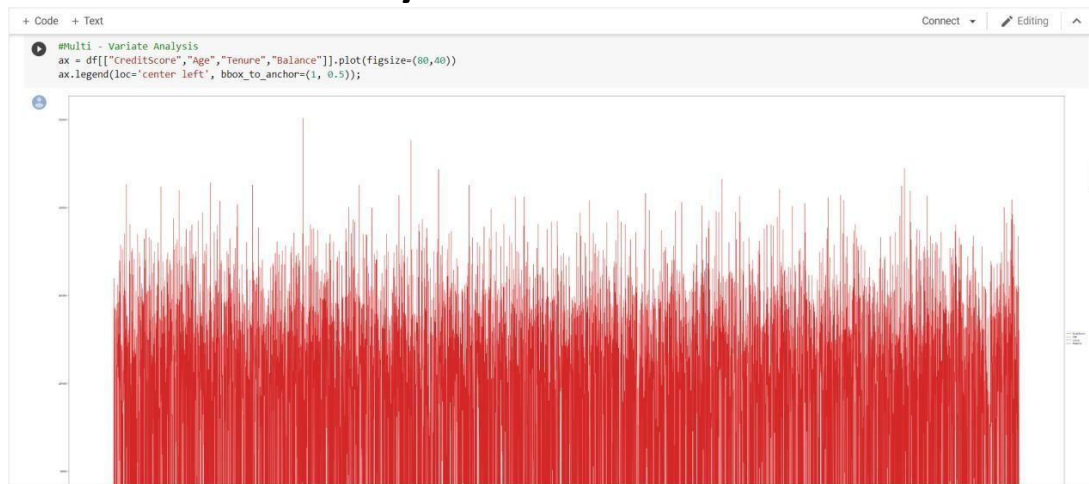 + Code + Text
Connect
Editing
#Multi - Variate Analysis
ax = df[["CreditScore","Age","Tenure","Balance"]].plot(figsize=(80,40))
ax.legend(loc='center left', bbox_to_anchor=(1, 0.5));